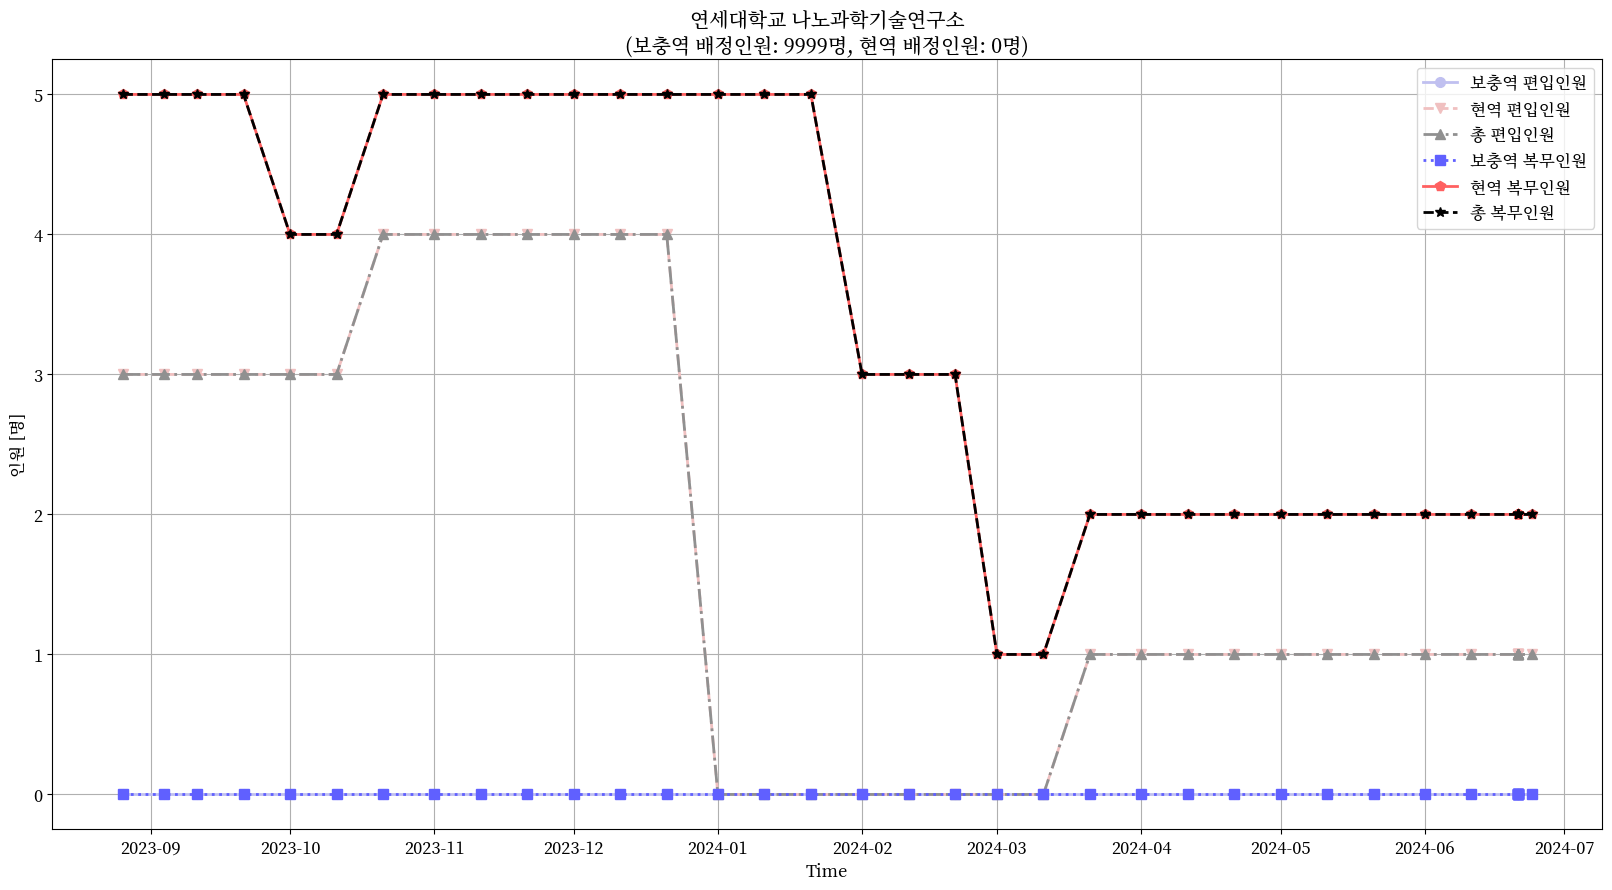 연세대학교 나노과학기술연구소
(보충역 배정인원: 9999명, 현역 배정인원: 0명)
보충역 편입인원
현역 편입인원
총 편입인원
보충역 복무인원
현역 복무인원
총 복무인원
인원 [명]
5
4
3
2
1
0
2023-09 2023-10 2023-11 2023-12 2024-01 2024-02 2024-03 2024-04 2024-05 2024-06 2024-07
Time